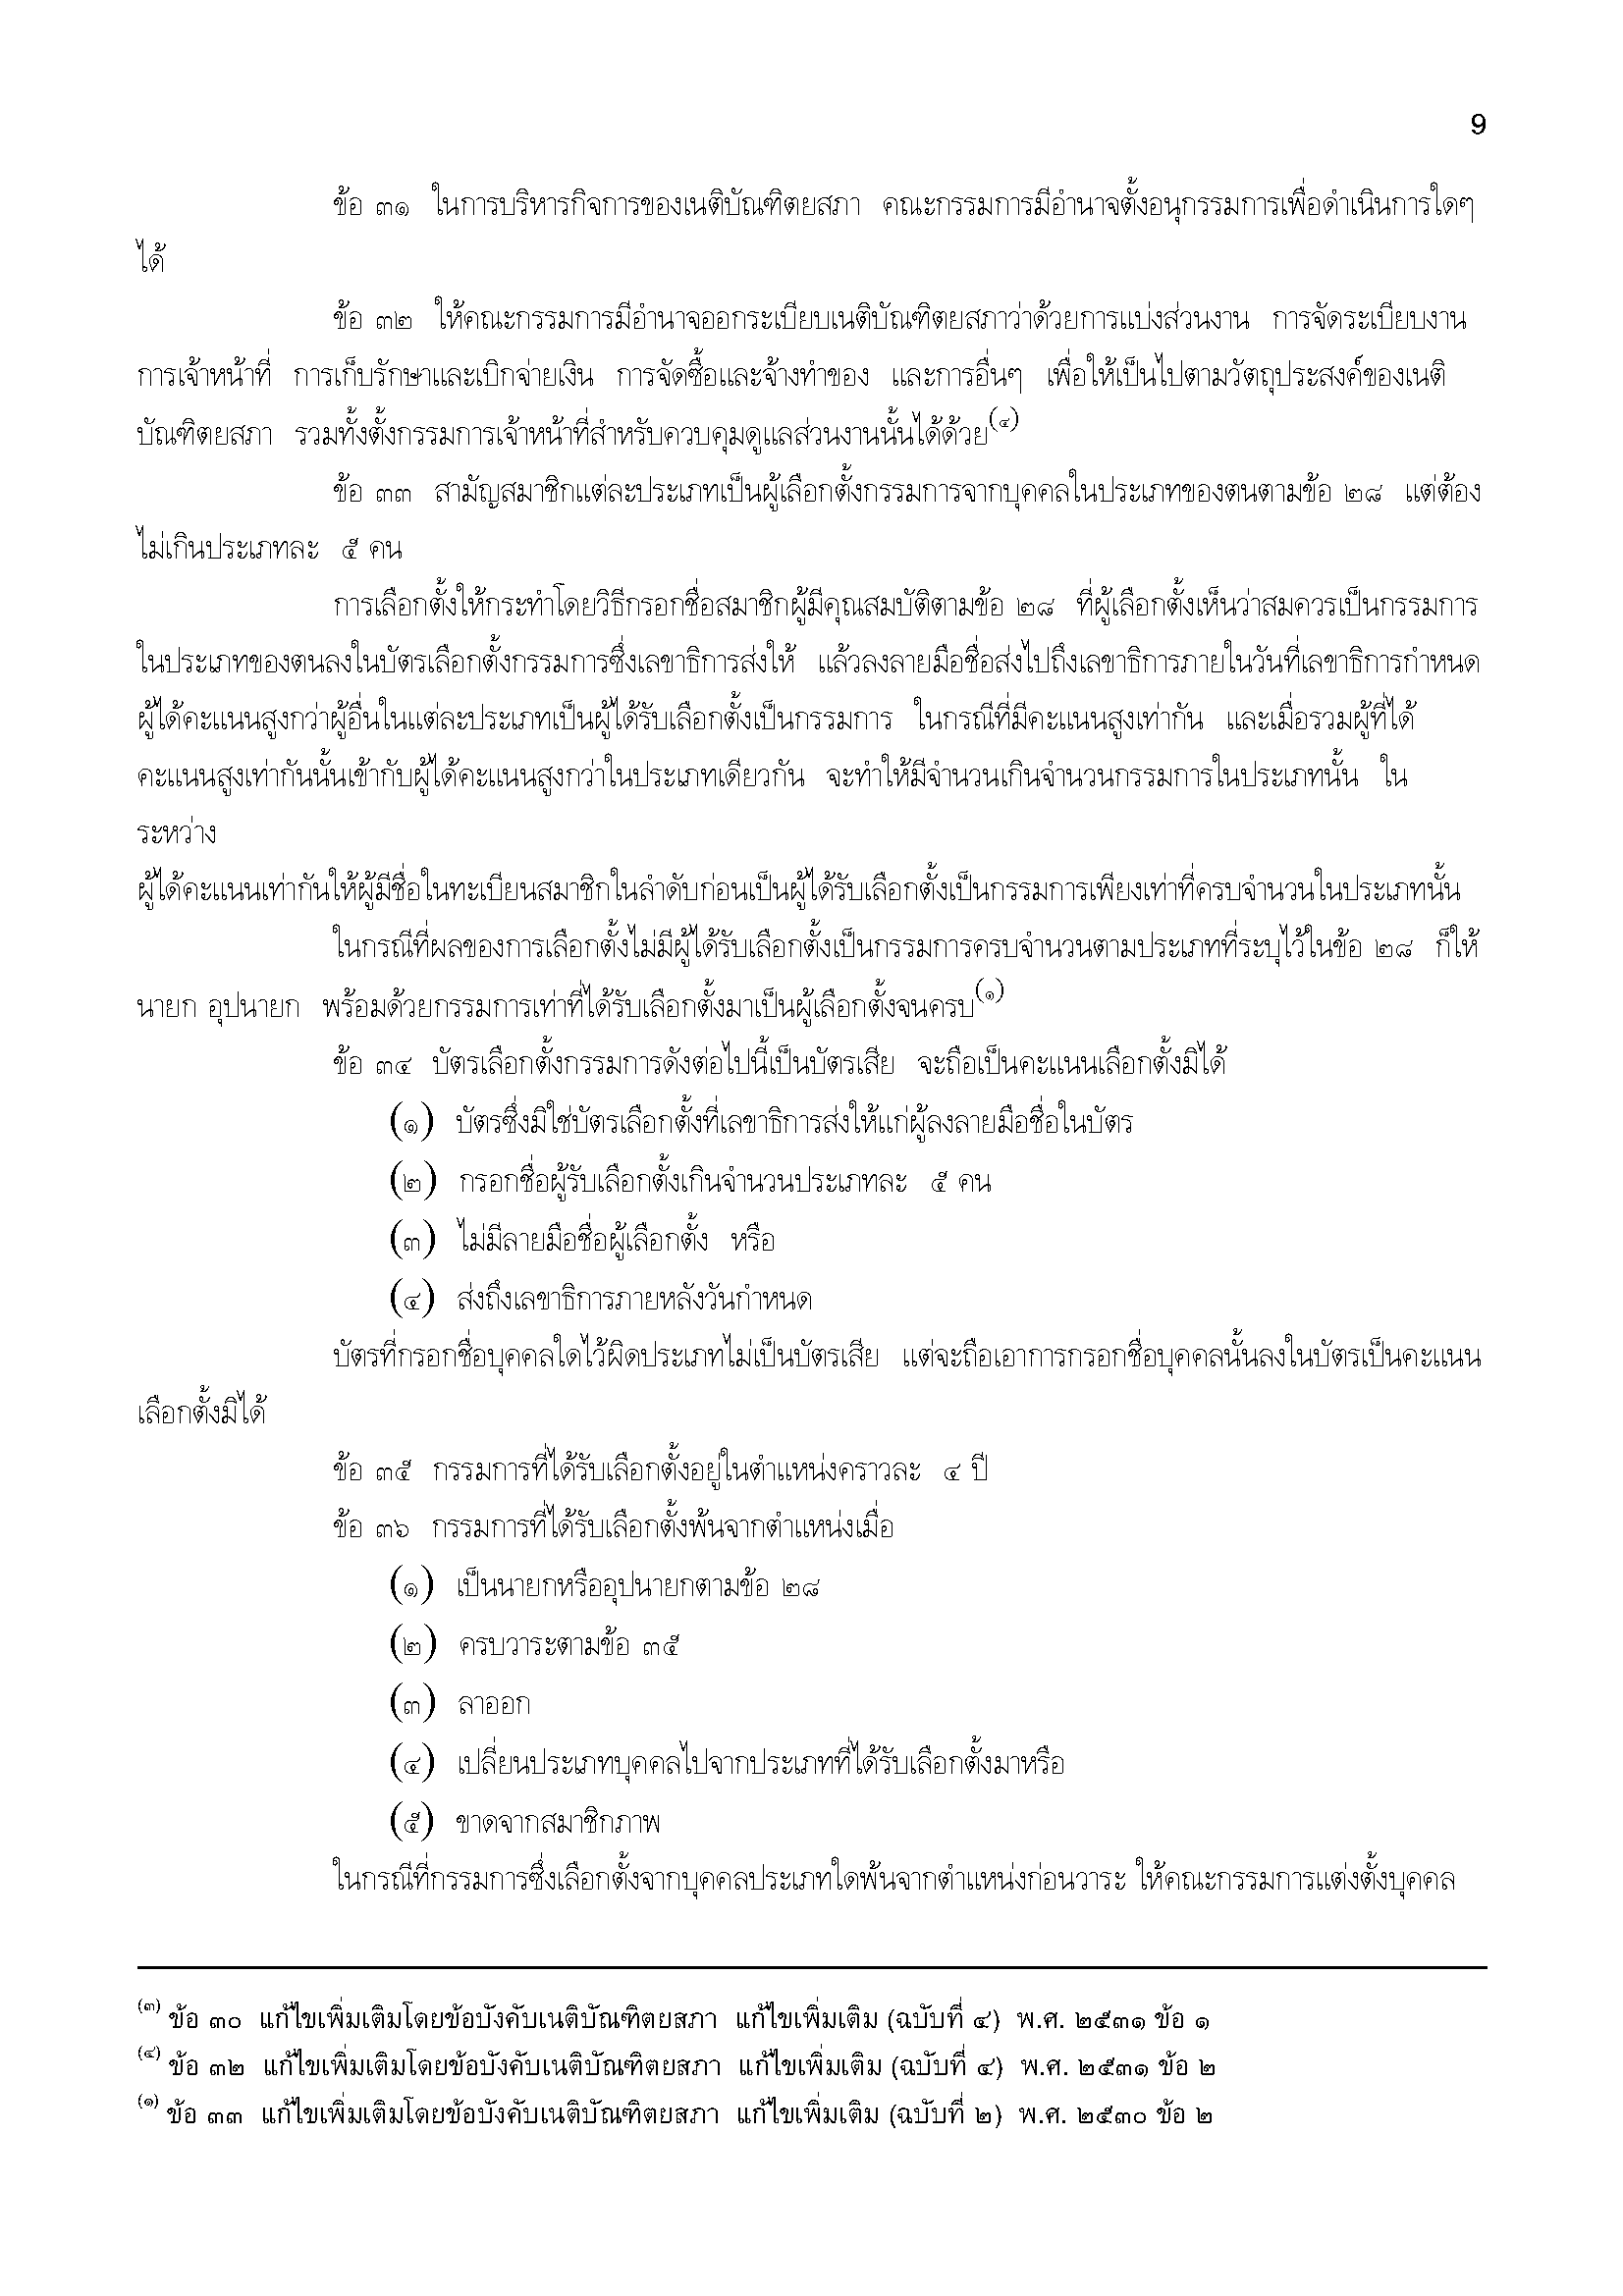 9
ข้อ ๓๑ ในการบริหารกิจการของเนติบัณฑิตยสภา คณะกรรมการมีอำนาจตั้งอนุกรรมการเพื่อดำเนินการใดๆ
ได้
ข้อ ๓๒ ให้คณะกรรมการมีอำนาจออกระเบียบเนติบัณฑิตยสภาว่าด้วยการแบ่งส่วนงาน การจัดระเบียบงาน
การเจ้าหน้าที่ การเก็บรักษาและเบิกจ่ายเงิน การจัดซื้อและจ้างทำของ และการอื่นๆ เพื่อให้เป็นไปตามวัตถุประสงค์ของเนติ
บัณฑิตยสภา รวมทั้งตั้งกรรมการเจ้าหน้าที่สำหรับควบคุมดูแลส่วนงานนั้นได้ด้วย(๔)
ข้อ ๓๓ สามัญสมาชิกแต่ละประเภทเป็นผู้เลือกตั้งกรรมการจากบุคคลในประเภทของตนตามข้อ ๒๘ แต่ต้อง
ไม่เกินประเภทละ ๕ คน
การเลือกตั้งให้กระทำโดยวิธีกรอกชื่อสมาชิกผู้มีคุณสมบัติตามข้อ ๒๘ ที่ผู้เลือกตั้งเห็นว่าสมควรเป็นกรรมการ
ในประเภทของตนลงในบัตรเลือกตั้งกรรมการซึ่งเลขาธิการส่งให้ แล้วลงลายมือชื่อส่งไปถึงเลขาธิการภายในวันที่เลขาธิการกำหนด
ผู้ได้คะแนนสูงกว่าผู้อื่นในแต่ละประเภทเป็นผู้ได้รับเลือกตั้งเป็นกรรมการ ในกรณีที่มีคะแนนสูงเท่ากัน และเมื่อรวมผู้ที่ได้
คะแนนสูงเท่ากันนั้นเข้ากับผู้ได้คะแนนสูงกว่าในประเภทเดียวกัน จะทำให้มีจำนวนเกินจำนวนกรรมการในประเภทนั้น ใน
ระหว่าง
ผู้ได้คะแนนเท่ากันให้ผู้มีชื่อในทะเบียนสมาชิกในลำดับก่อนเป็นผู้ได้รับเลือกตั้งเป็นกรรมการเพียงเท่าที่ครบจำนวนในประเภทนั้น
ในกรณีที่ผลของการเลือกตั้งไม่มีผู้ได้รับเลือกตั้งเป็นกรรมการครบจำนวนตามประเภทที่ระบุไว้ในข้อ ๒๘ ก็ให้
นายก อุปนายก พร้อมด้วยกรรมการเท่าที่ได้รับเลือกตั้งมาเป็นผู้เลือกตั้งจนครบ(๑)
ข้อ ๓๔ บัตรเลือกตั้งกรรมการดังต่อไปนี้เป็นบัตรเสีย จะถือเป็นคะแนนเลือกตั้งมิได้
(๑) บัตรซึ่งมิใช่บัตรเลือกตั้งที่เลขาธิการส่งให้แก่ผู้ลงลายมือชื่อในบัตร
(๒) กรอกชื่อผู้รับเลือกตั้งเกินจำนวนประเภทละ ๕ คน
(๓) ไม่มีลายมือชื่อผู้เลือกตั้ง หรือ
(๔) ส่งถึงเลขาธิการภายหลังวันกำหนด
บัตรที่กรอกชื่อบุคคลใดไว้ผิดประเภทไม่เป็นบัตรเสีย แต่จะถือเอาการกรอกชื่อบุคคลนั้นลงในบัตรเป็นคะแนน
เลือกตั้งมิได้
ข้อ ๓๕ กรรมการที่ได้รับเลือกตั้งอยู่ในตำแหน่งคราวละ ๔ ปี
ข้อ ๓๖ กรรมการที่ได้รับเลือกตั้งพ้นจากตำแหน่งเมื่อ
(๑) เป็นนายกหรืออุปนายกตามข้อ ๒๘
(๒) ครบวาระตามข้อ ๓๕
(๓) ลาออก
(๔) เปลี่ยนประเภทบุคคลไปจากประเภทที่ได้รับเลือกตั้งมาหรือ
(๕) ขาดจากสมาชิกภาพ
ในกรณีที่กรรมการซึ่งเลือกตั้งจากบุคคลประเภทใดพ้นจากตำแหน่งก่อนวาระ ให้คณะกรรมการแต่งตั้งบุคคล
(๓) ข้อ ๓๐ แก้ไขเพิ่มเติมโดยข้อบังคับเนติบัณฑิตยสภา แก้ไขเพิ่มเติม (ฉบับที่ ๔) พ.ศ. ๒๕๓๑ ข้อ ๑
(๔) ข้อ ๓๒ แก้ไขเพิ่มเติมโดยข้อบังคับเนติบัณฑิตยสภา แก้ไขเพิ่มเติม (ฉบับที่ ๔) พ.ศ. ๒๕๓๑ ข้อ ๒
(๑) ข้อ ๓๓ แก้ไขเพิ่มเติมโดยข้อบังคับเนติบัณฑิตยสภา แก้ไขเพิ่มเติม (ฉบับที่ ๒) พ.ศ. ๒๕๓๐ ข้อ ๒